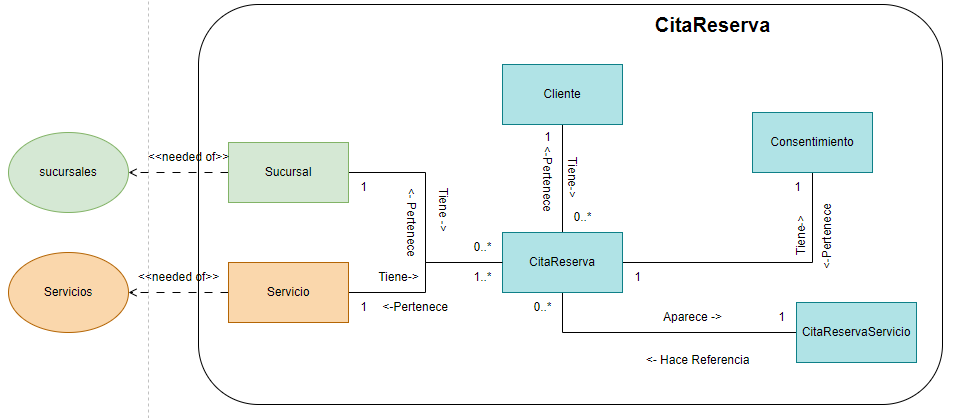 CitaReserva
Cliente
1
<-Pertenece
Tiene->
0..*
Consentimiento
1
Tiene->
<-Pertenece
sucursales
<<needed of>>
Sucursal
1
<- Pertenece
Tiene ->
0..*
CitaReserva
1
Servicios
<<needed of>>
Servicio
Tiene->
1..*
1
<-Pertenece
0..*
Aparece ->
1
CitaReservaServicio
<- Hace Referencia